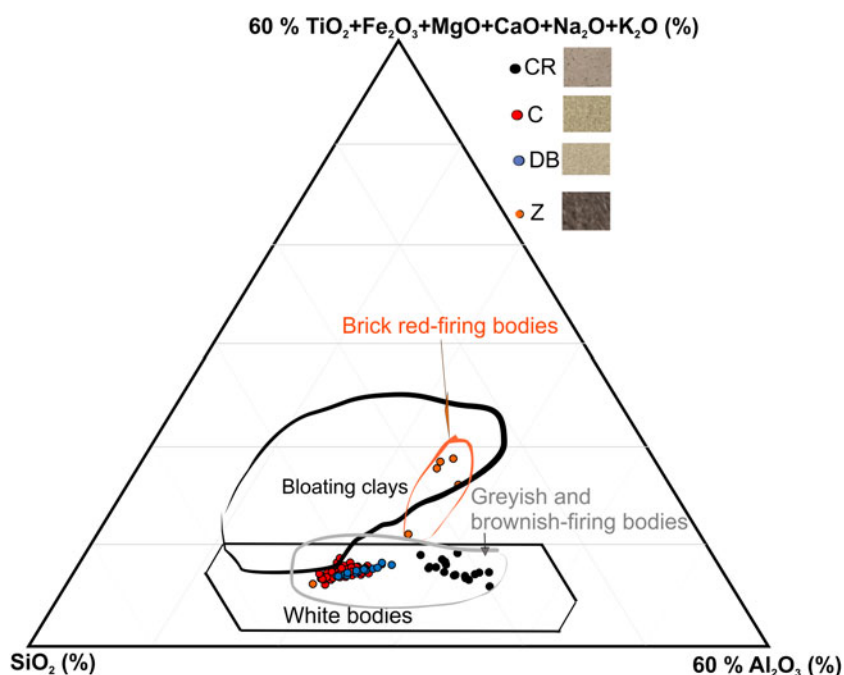 60 % TiO₂+Fe₂O₃+MgO+CaO+Na₂O+K₂O (%)
CR
C
DB
Z
Brick red-firing bodies
Bloating clays
Greyish and
brownish-firing bodies
White bodies
SiO₂ (%)
60 % Al₂O₃ (%)